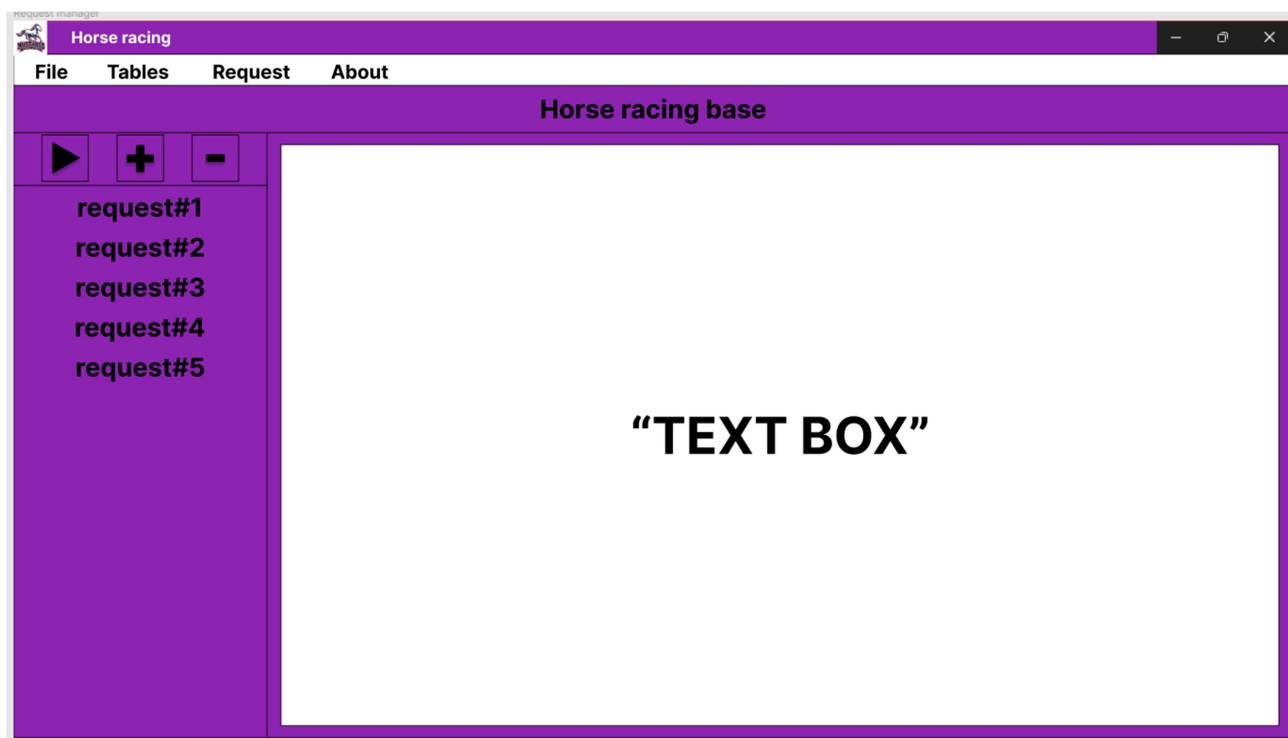 Request manager
Horse racing
File Tables Request About
Horse racing base
request#1
request#2
request#3
request#4
request#5
“TEXT BOX”